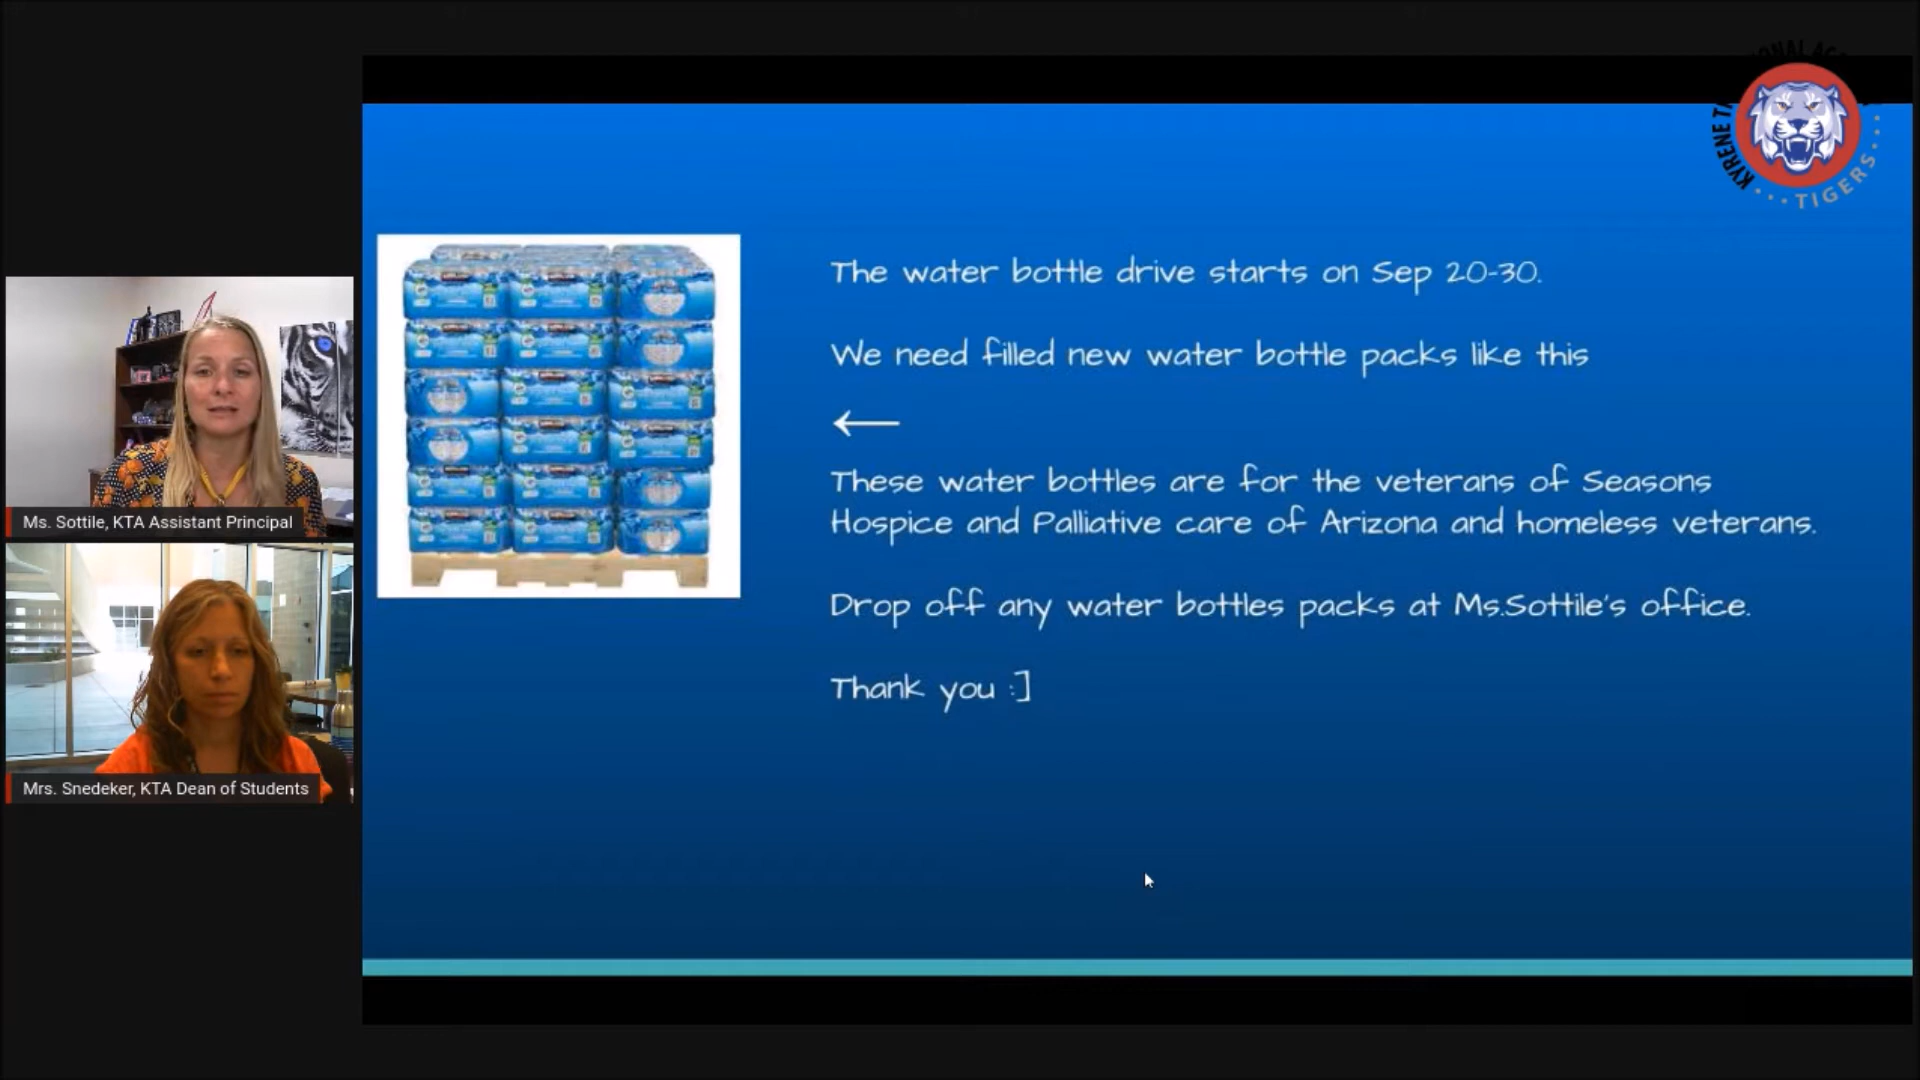 KYRENE
TIGERS
The water bottle drive starts on Sep 20-30.
We need filled new water bottle packs like this
←
These water bottles are for the veterans of Seasons
Hospice and Palliative care of Arizona and homeless veterans.
Drop off any water bottles packs at Ms.Sottile's office.
Thank you :]
Ms. Sottile, KTA Assistant Principal
Mrs. Snedeker, KTA Dean of Students